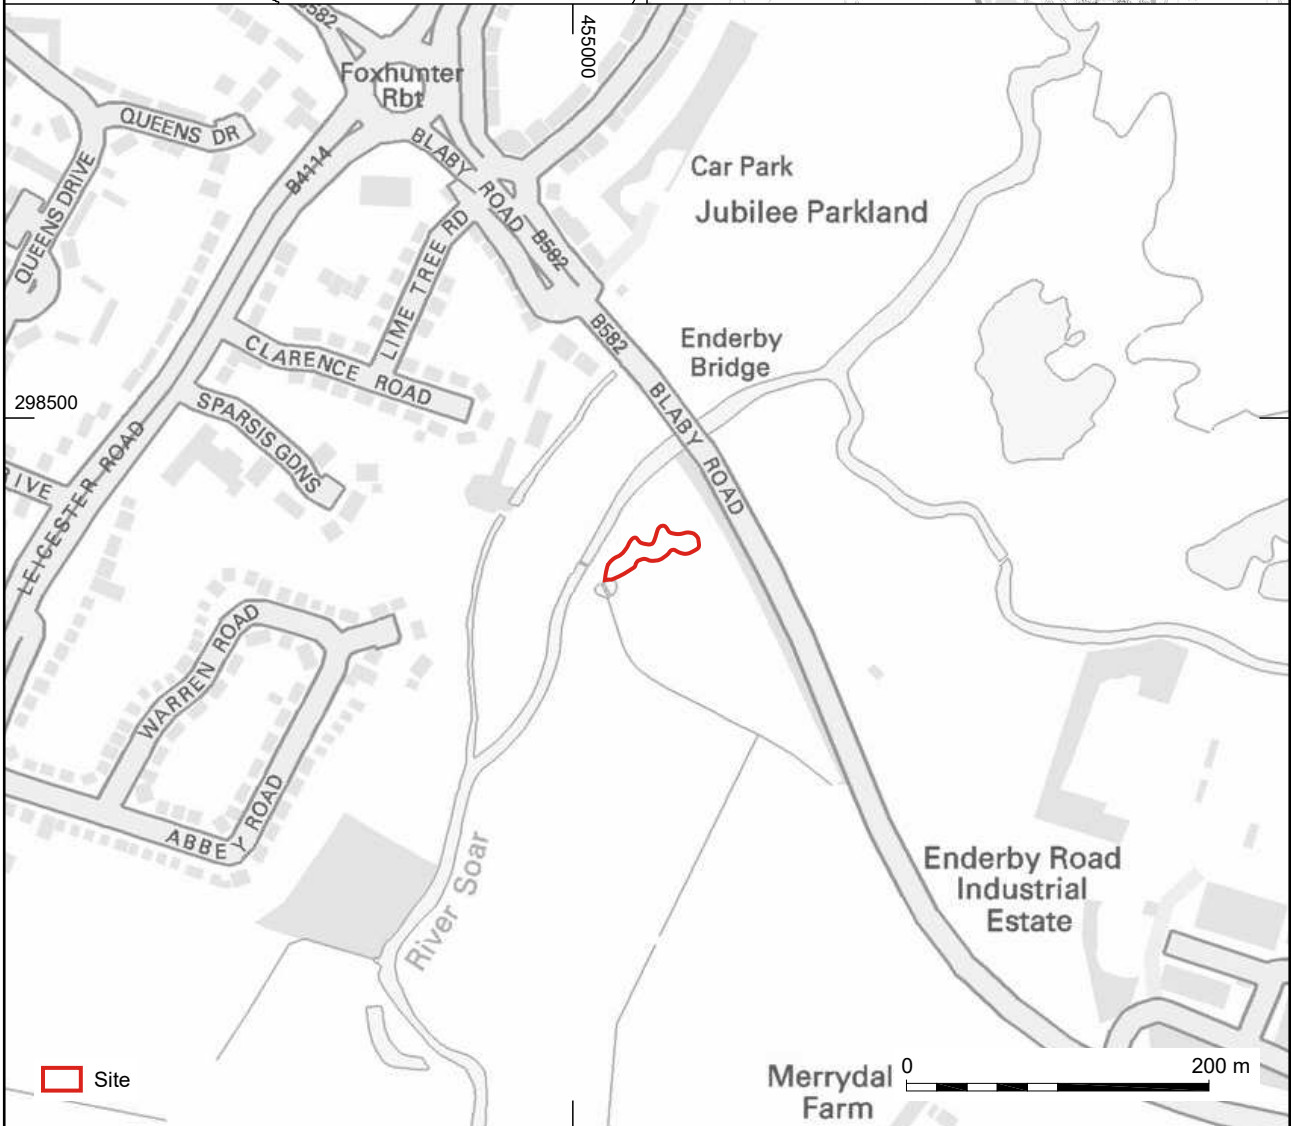 B582
455000
Foxhunter
Rbt
QUEENS DR
BLABY ROAD B582
B4114
QUEENS DRIVE
Car Park
Jubilee Parkland
LIME TREE RD
B582
Enderby
Bridge
CLARENCE ROAD
298500
SPARSIS GDNS
BLABY ROAD
LEICESTER ROAD
RIVE
WARREN ROAD
ABBEY ROAD
River Soar
Enderby Road
Industrial
Estate
Merrydal
Farm
0 200 m
Site